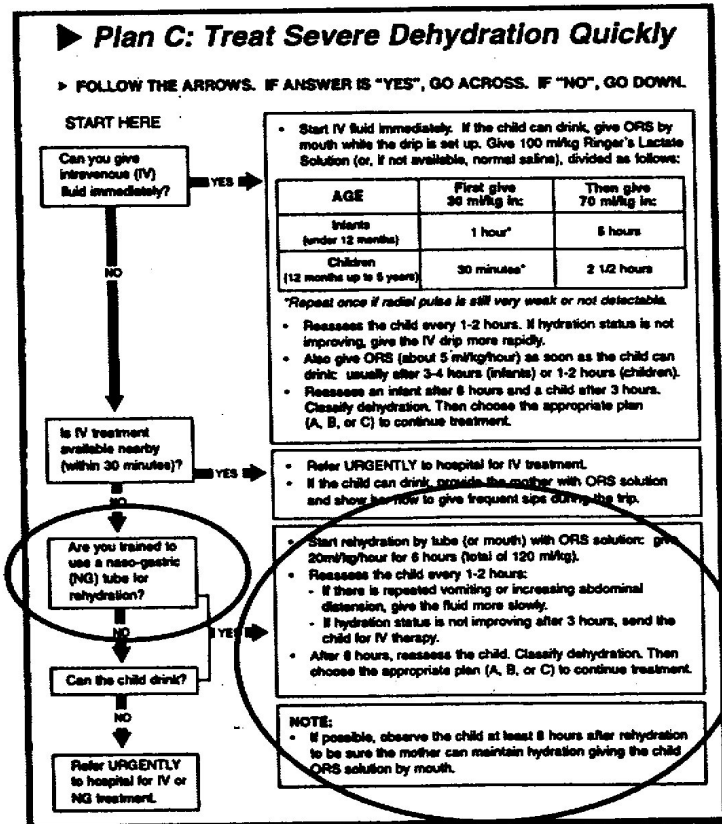 Plan C: Treat Severe Dehydration Quickly
FOLLOW THE ARROWS. IF ANSWER IS "YES", GO ACROSS. IF "NO", GO DOWN.
START HERE
Can you give
intravenous (IV)
fluid immediately?
YES
• Start IV fluid immediately. If the child can drink, give ORS by
mouth while the drip is set up. Give 100 ml/kg Ringer's Lactate
Solution (or, if not available, normal saline), divided as follows:
AGE
First give
30 ml/kg in:
Then give
70 ml/kg in:
Infants
(under 12 months)
1 hour*
5 hours
Children
(12 months up to 5 years)
30 minutes*
2 1/2 hours
*Repeat once if radial pulse is still very weak or not detectable.
• Reassess the child every 1-2 hours. If hydration status is not
improving, give the IV drip more rapidly.
• Also give ORS (about 5 ml/kg/hour) as soon as the child can
drink: usually after 3-4 hours (infants) or 1-2 hours (children).
• Reassess an infant after 6 hours and a child after 3 hours.
Classify dehydration. Then choose the appropriate plan
(A, B, or C) to continue treatment.
NO
Is IV treatment
available nearby
(within 30 minutes)?
YES
• Refer URGENTLY to hospital for IV treatment.
• If the child can drink, provide the mother with ORS solution
and show her how to give frequent sips during the trip.
NO
Are you trained to
use a naso-gastric
(NG) tube for
rehydration?
YES
• Start rehydration by tube (or mouth) with ORS solution: give
20ml/kg/hour for 6 hours (total of 120 ml/kg).
• Reassess the child every 1-2 hours:
- If there is repeated vomiting or increasing abdominal
distension, give the fluid more slowly.
- If hydration status is not improving after 3 hours, send the
child for IV therapy.
• After 6 hours, reassess the child. Classify dehydration. Then
choose the appropriate plan (A, B, or C) to continue treatment.
NO
Can the child drink?
NO
Refer URGENTLY
to hospital for IV or
NG treatment.
NOTE:
• If possible, observe the child at least 6 hours after rehydration
to be sure the mother can maintain hydration giving the child
ORS solution by mouth.